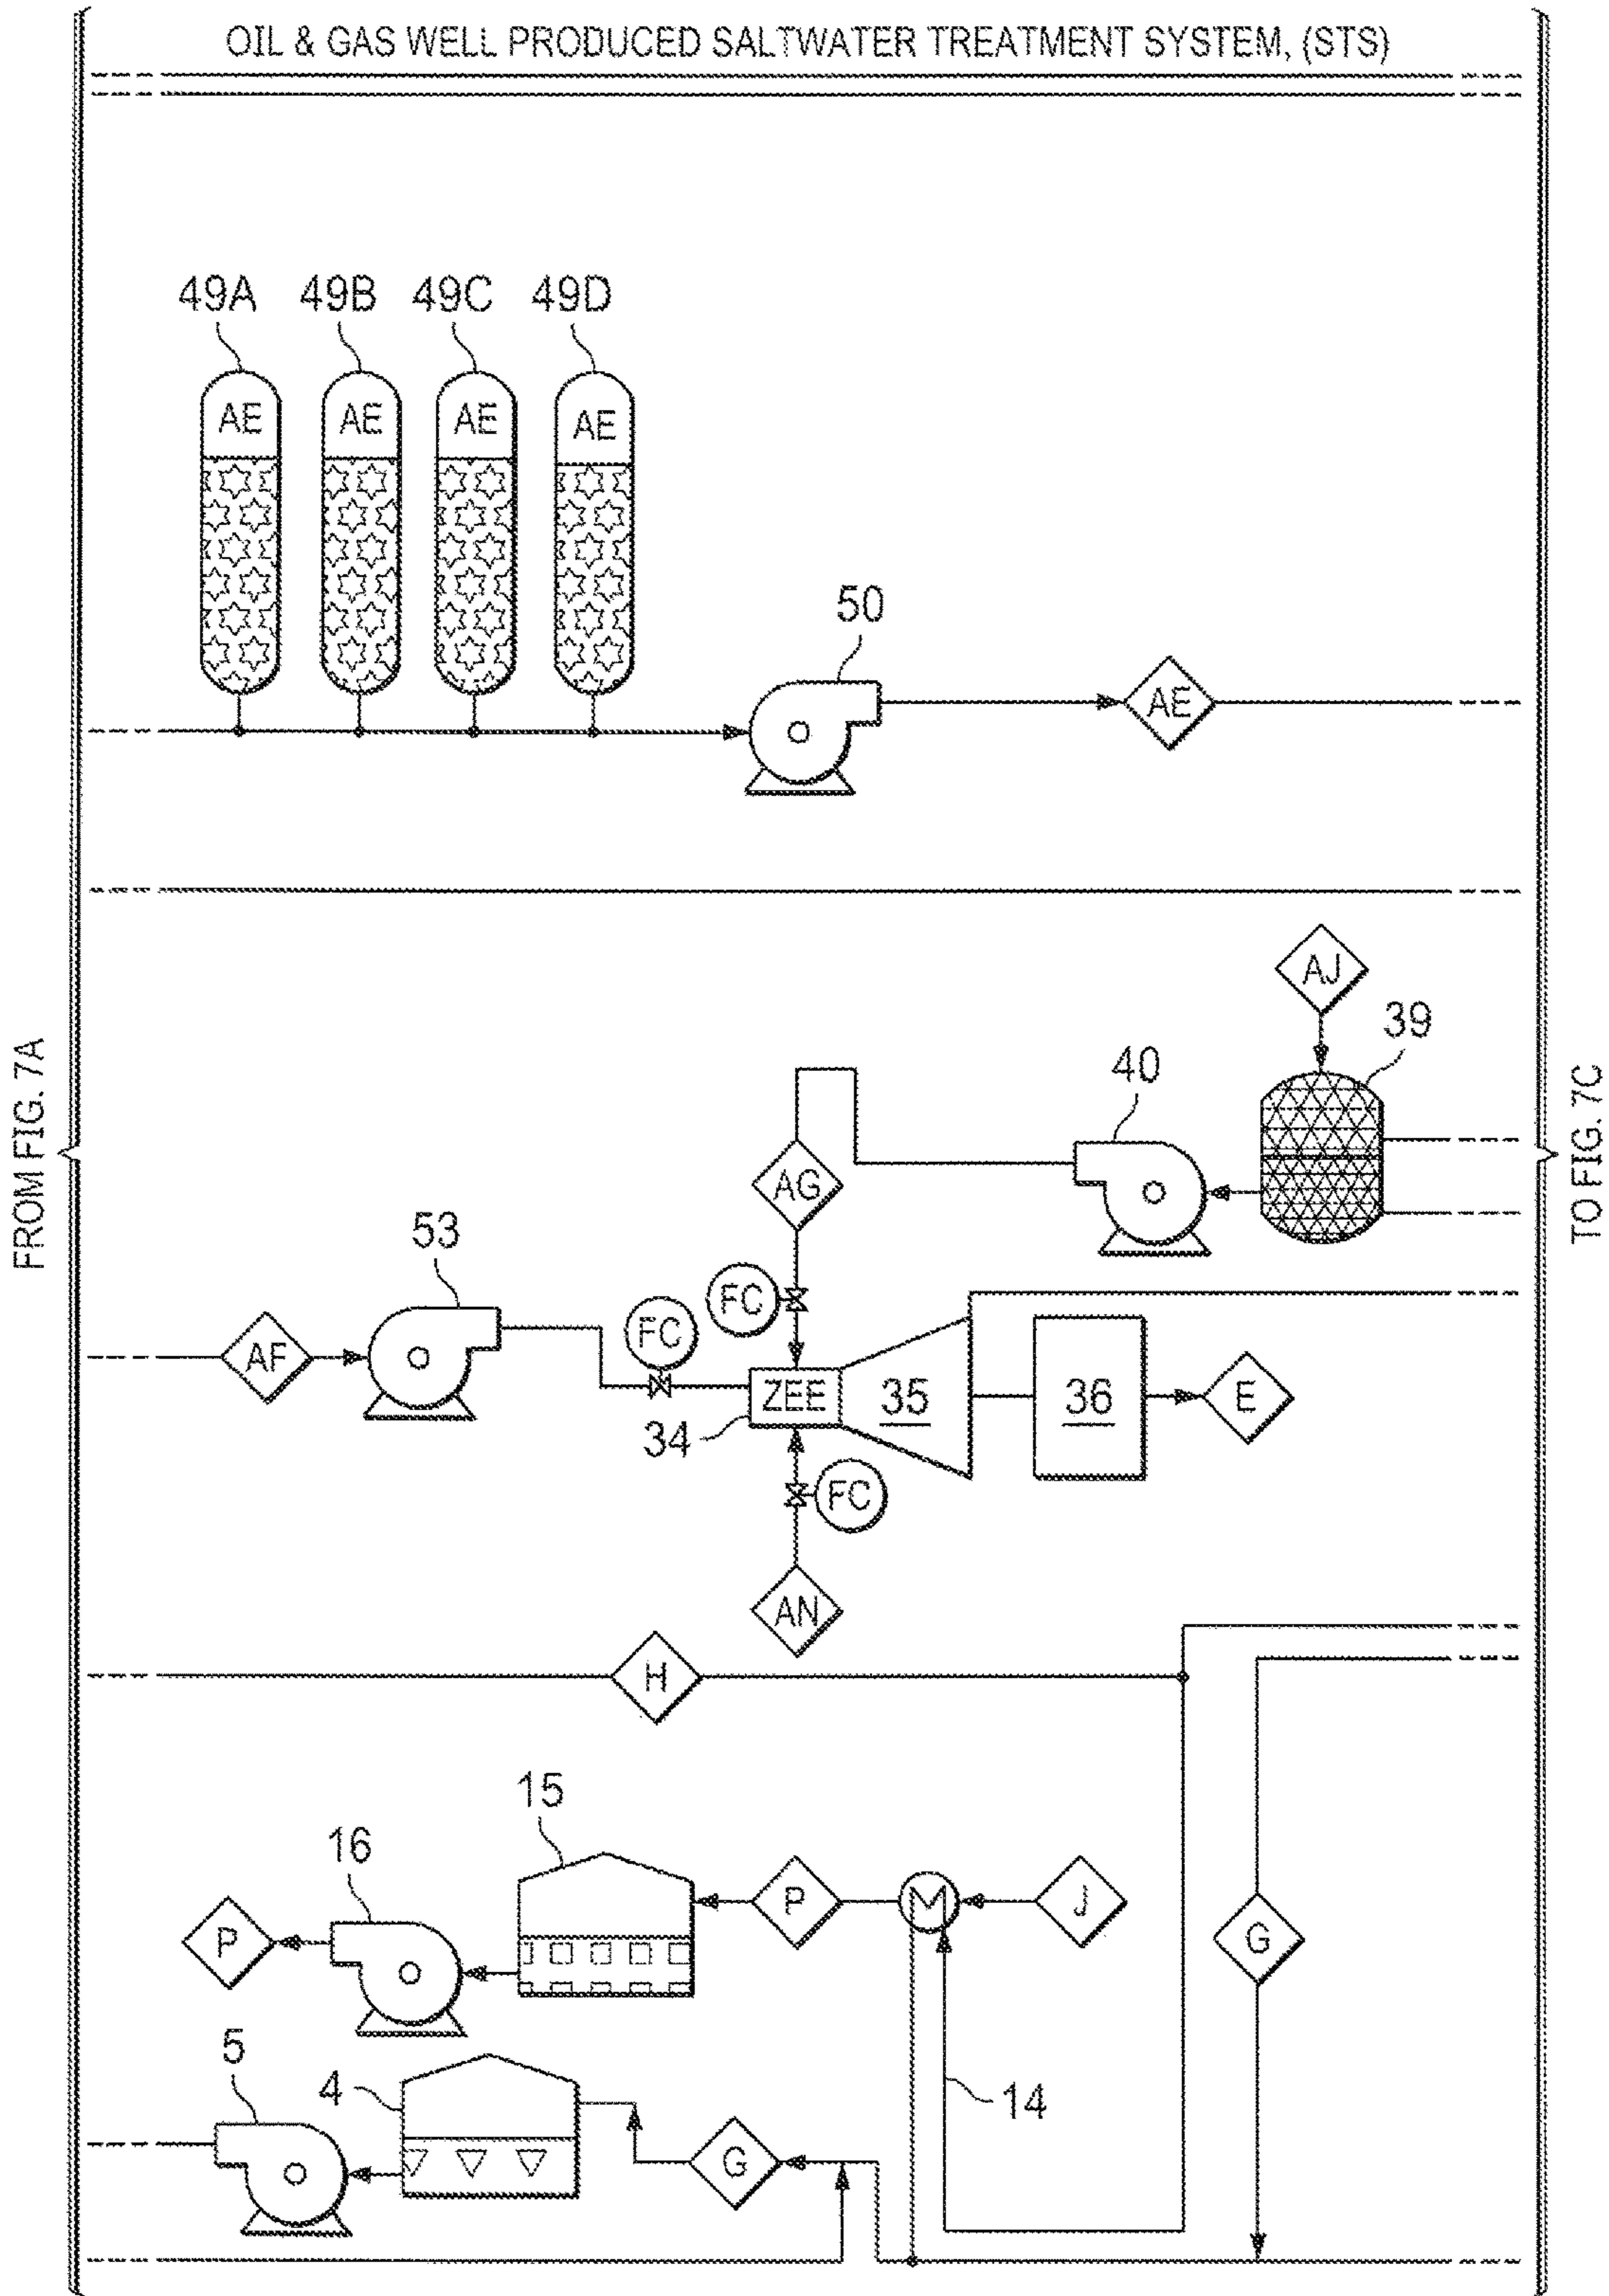 OIL & GAS WELL PRODUCED SALTWATER TREATMENT SYSTEM, (STS)
49A 49B 49C 49D
AE AE AE AE
50
AE
AJ
39
40
AG
FROM FIG. 7A
TO FIG. 7C
53
FC
FC
AF
ZEE
35
36
E
34
FC
AN
H
15
16
P
J
P
G
5
4
14
G